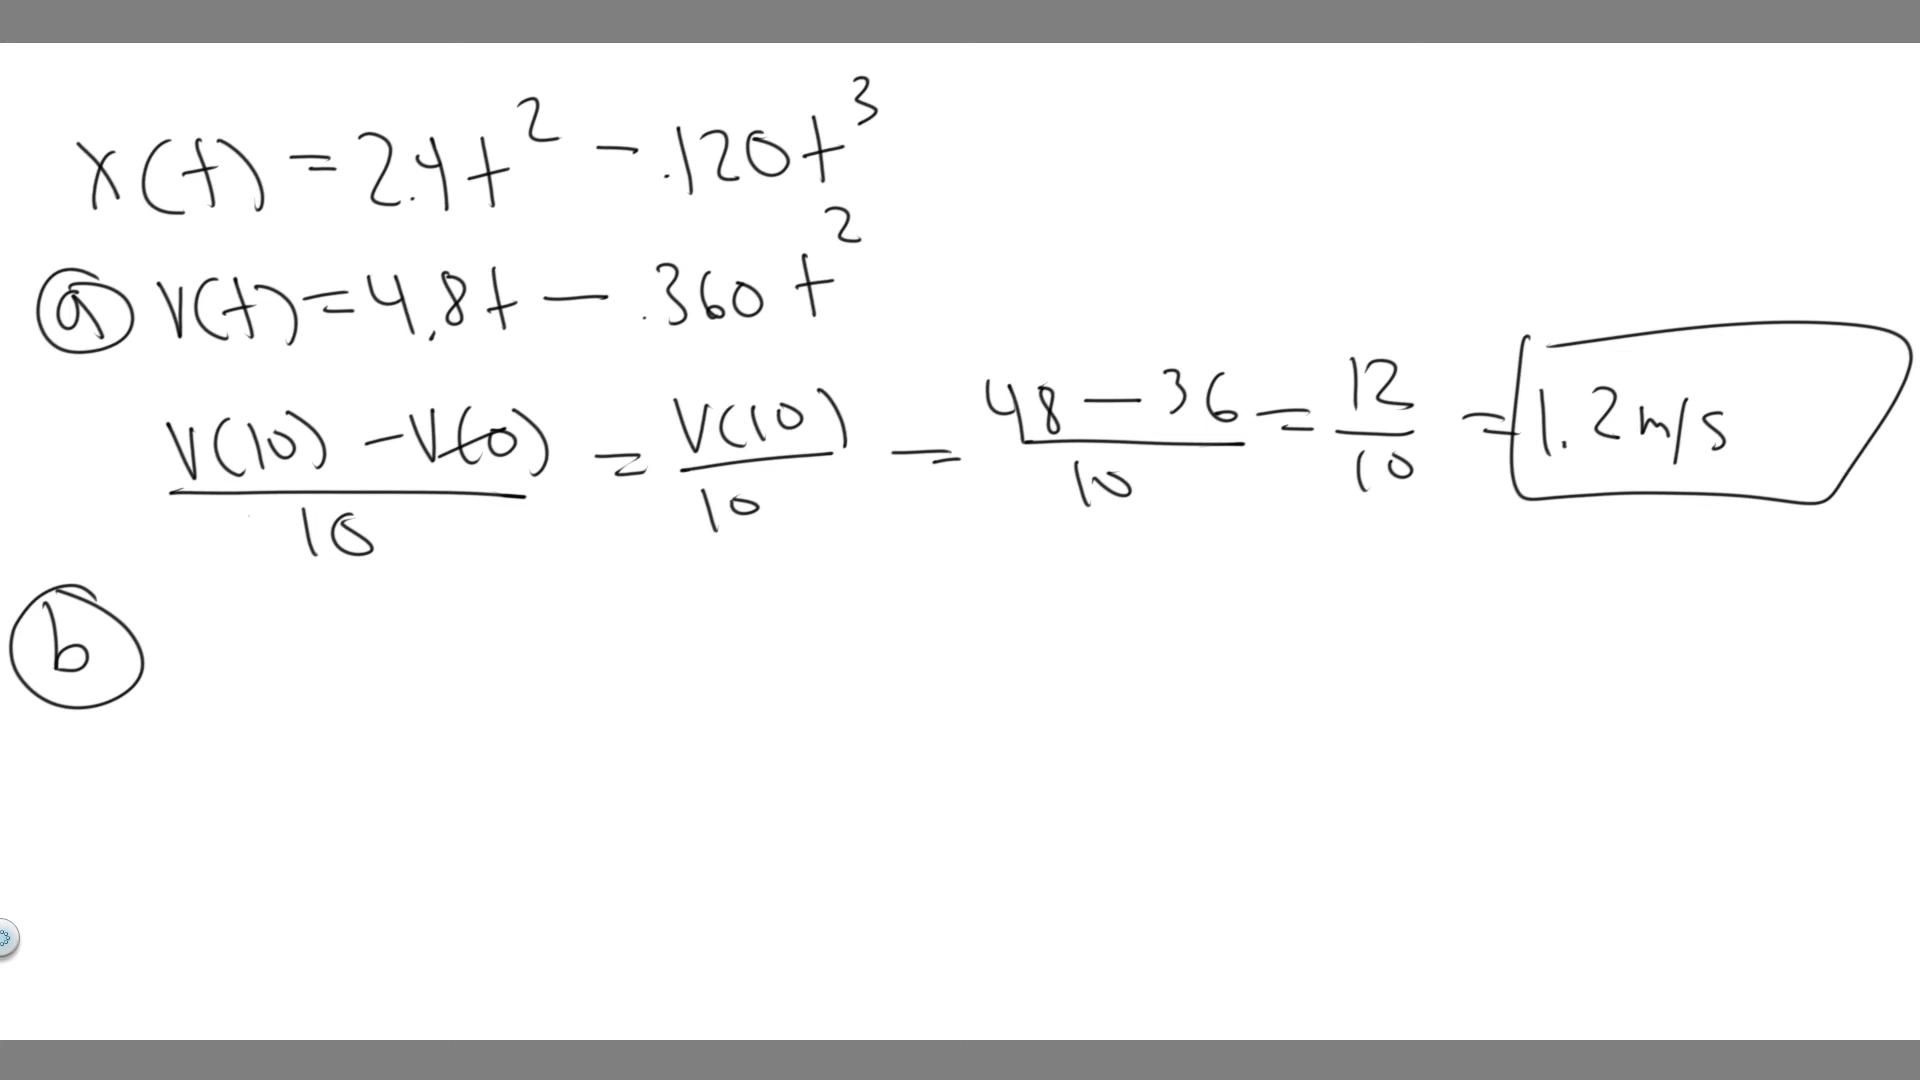 x(t) = 2.4t² - .120t³
ⓐ v(t) = 4.8t - .360t²
(v(10) - v(0))/10 = v(10)/10 = (48 - 36)/10 = 12/10 = 1.2 m/s
ⓑ